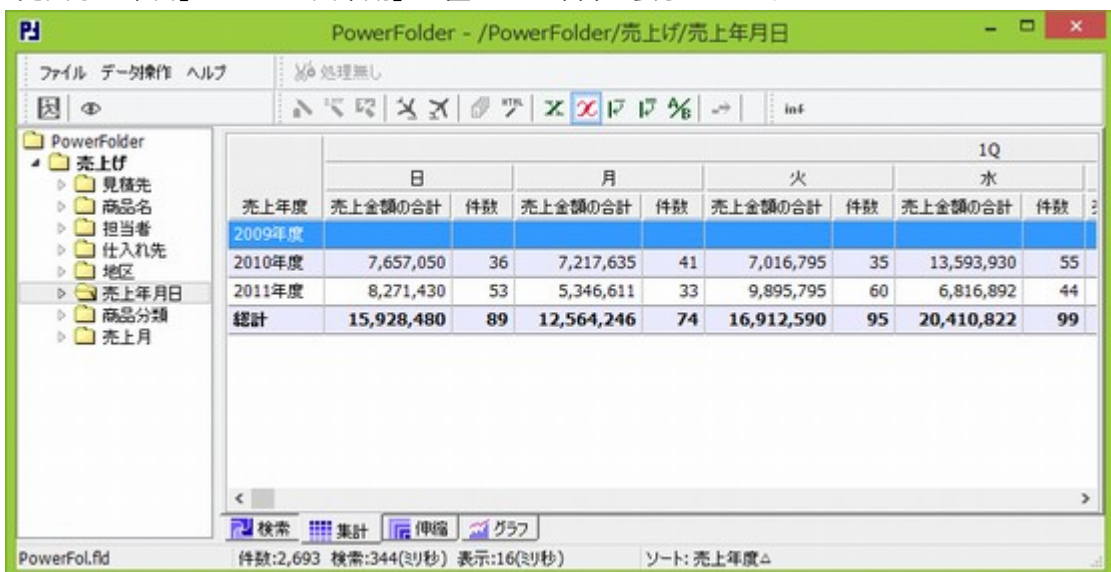 PowerFolder - /PowerFolder/売上げ/売上年月日
ファイル データ操作 ヘルプ 処理無し
HTML A/B inf
PowerFolder
売上げ
見積先
商品名
担当者
仕入れ先
地区
売上年月日
商品分類
売上月
1Q
日 月 火 水
売上年度 売上金額の合計 件数 売上金額の合計 件数 売上金額の合計 件数 売上金額の合計 件数
2009年度
2010年度 7,657,050 36 7,217,635 41 7,016,795 35 13,593,930 55
2011年度 8,271,430 53 5,346,611 33 9,895,795 60 6,816,892 44
総計 15,928,480 89 12,564,246 74 16,912,590 95 20,410,822 99
検索 集計 伸縮 グラフ
PowerFol.fld 件数:2,693 検索:344(ミリ秒) 表示:16(ミリ秒) ソート: 売上年度△